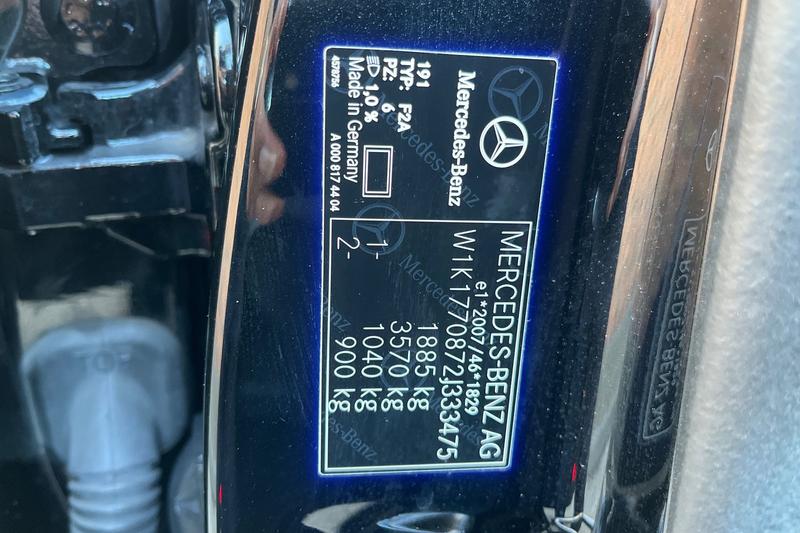 Mercedes-Benz
191
TYP: F2A
PZ: 6
1,0 %
Made in Germany
4570756
A 000 817 44 04
MERCEDES-BENZ AG
e1*2007/46*1829
W1K1770872J333475
1885 kg
3570 kg
1- 1040 kg
2- 900 kg